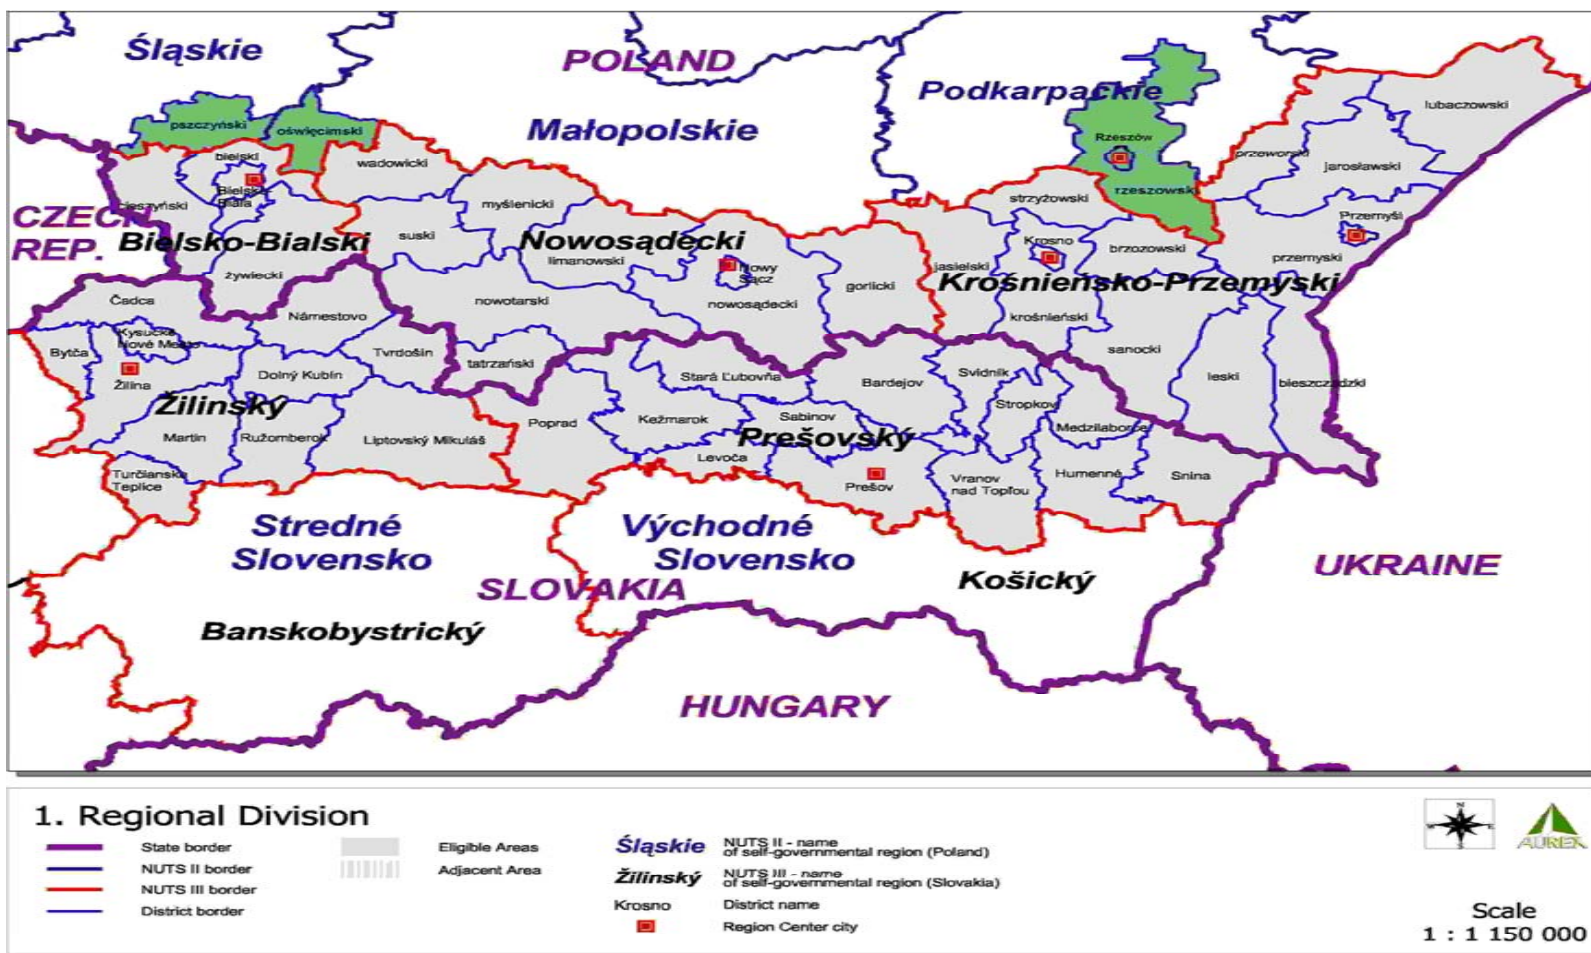 Śląskie
POLAND
Podkarpackie
Małopolskie
pszczyński
oświęcimski
Rzeszów
lubaczowski
bielski
wadowicki
przeworski
jarosławski
Bielsko-
Biała
cieszyński
myślenicki
strzyżowski
rzeszowski
CZECH
REP.
Bielsko-Bialski
suski
Nowosądecki
limanowski
Nowy
Sącz
Krosno
brzozowski
Przemyśl
przemyski
jasielski
Krośnieńsko-Przemyski
żywiecki
Čadca
Námestovo
nowotarski
nowosądecki
gorlicki
krośnieński
sanocki
Kysucké
Nové Mesto
Bytča
Žilina
Tvrdošín
Dolný Kubín
tatrzański
Stará Ľubovňa
Bardejov
Svidník
leski
bieszczadzki
Žilinský
Martin
Ružomberok
Liptovský Mikuláš
Poprad
Kežmarok
Sabinov
Stropkov
Medzilaborce
Prešovský
Levoča
Turčianske
Teplice
Prešov
Vranov
nad Topľou
Humenné
Snina
Stredné
Slovensko
Východné
Slovensko
SLOVAKIA
Košický
UKRAINE
Banskobystrický
HUNGARY
1. Regional Division
State border
NUTS II border
NUTS III border
District border
Eligible Areas
Adjacent Area
Śląskie NUTS II - name
of self-governmental region (Poland)
Žilinský NUTS III - name
of self-governmental region (Slovakia)
Krosno District name
Region Center city
N
W E
S
AUREX
Scale
1 : 1 150 000